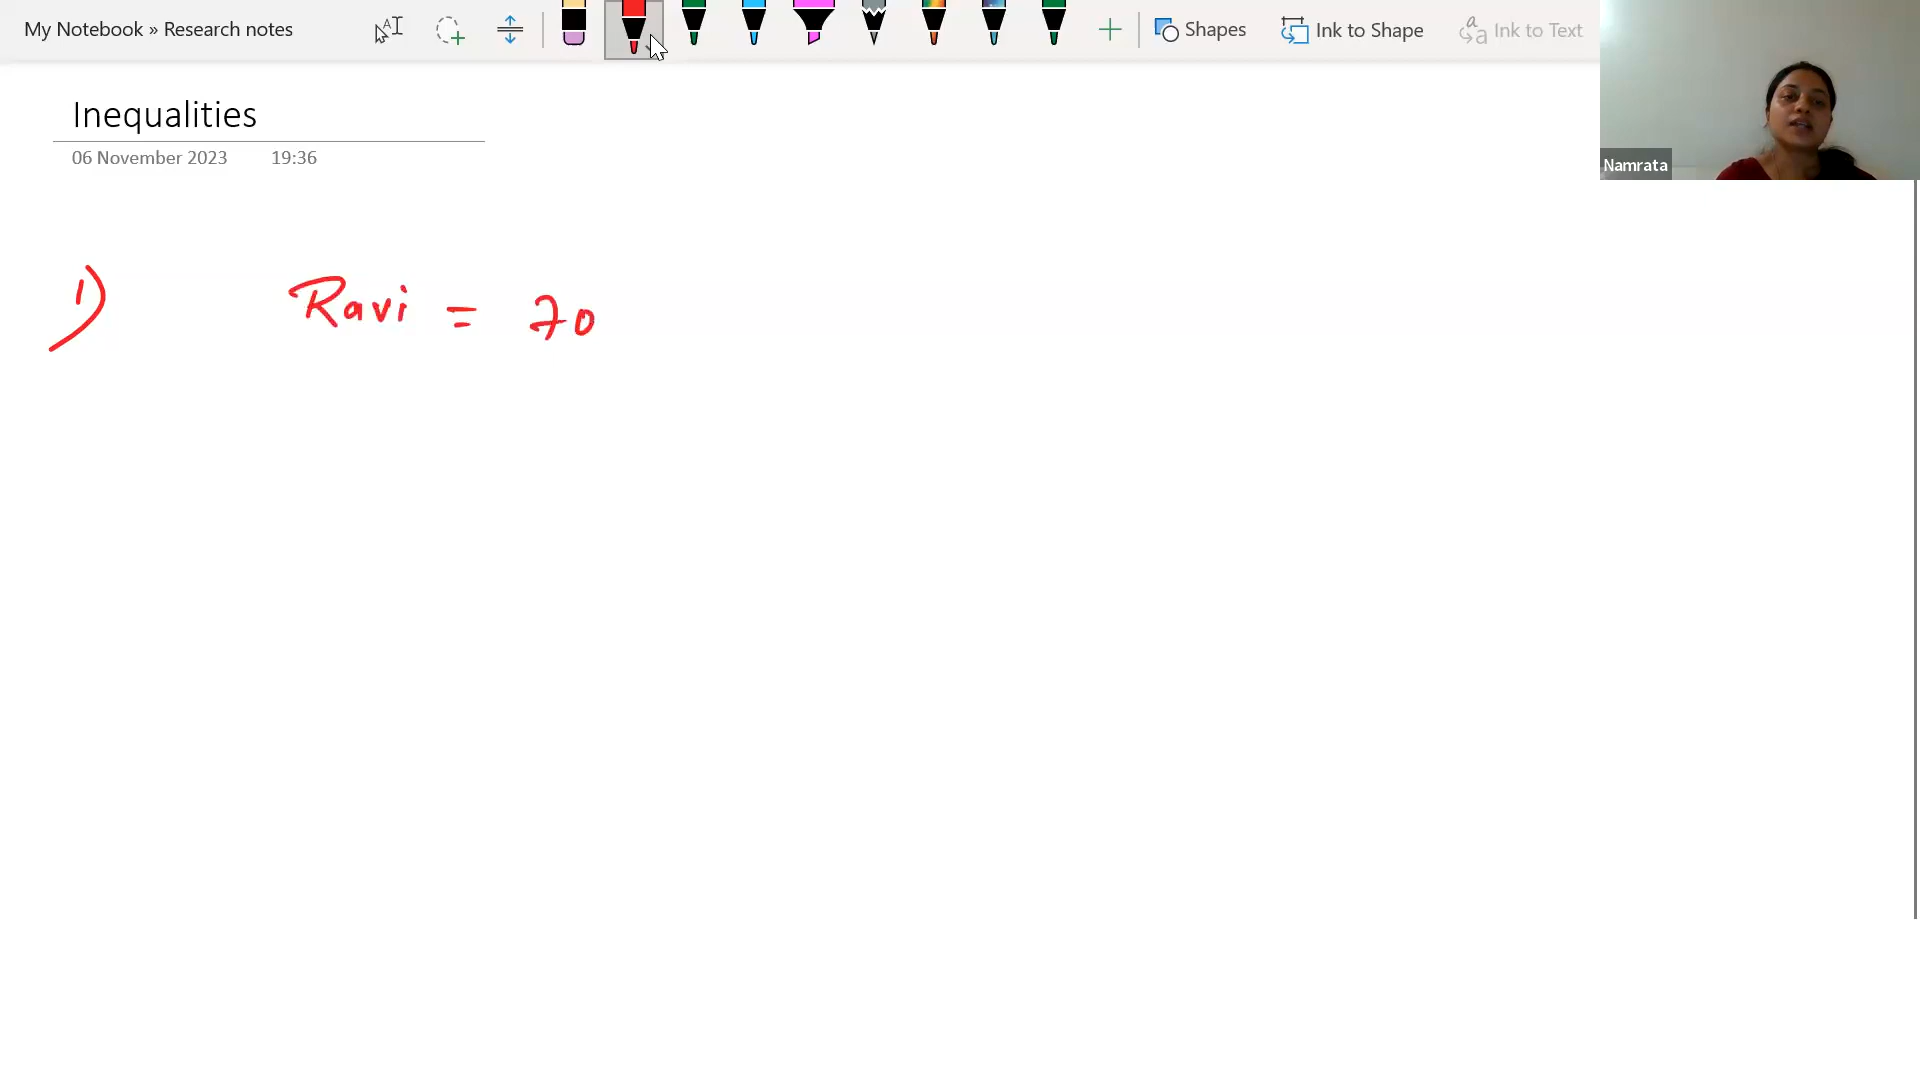 My Notebook » Research notes
Shapes
Ink to Shape
Ink to Text
Namrata
Inequalities
06 November 2023 19:36
1) Ravi = 70